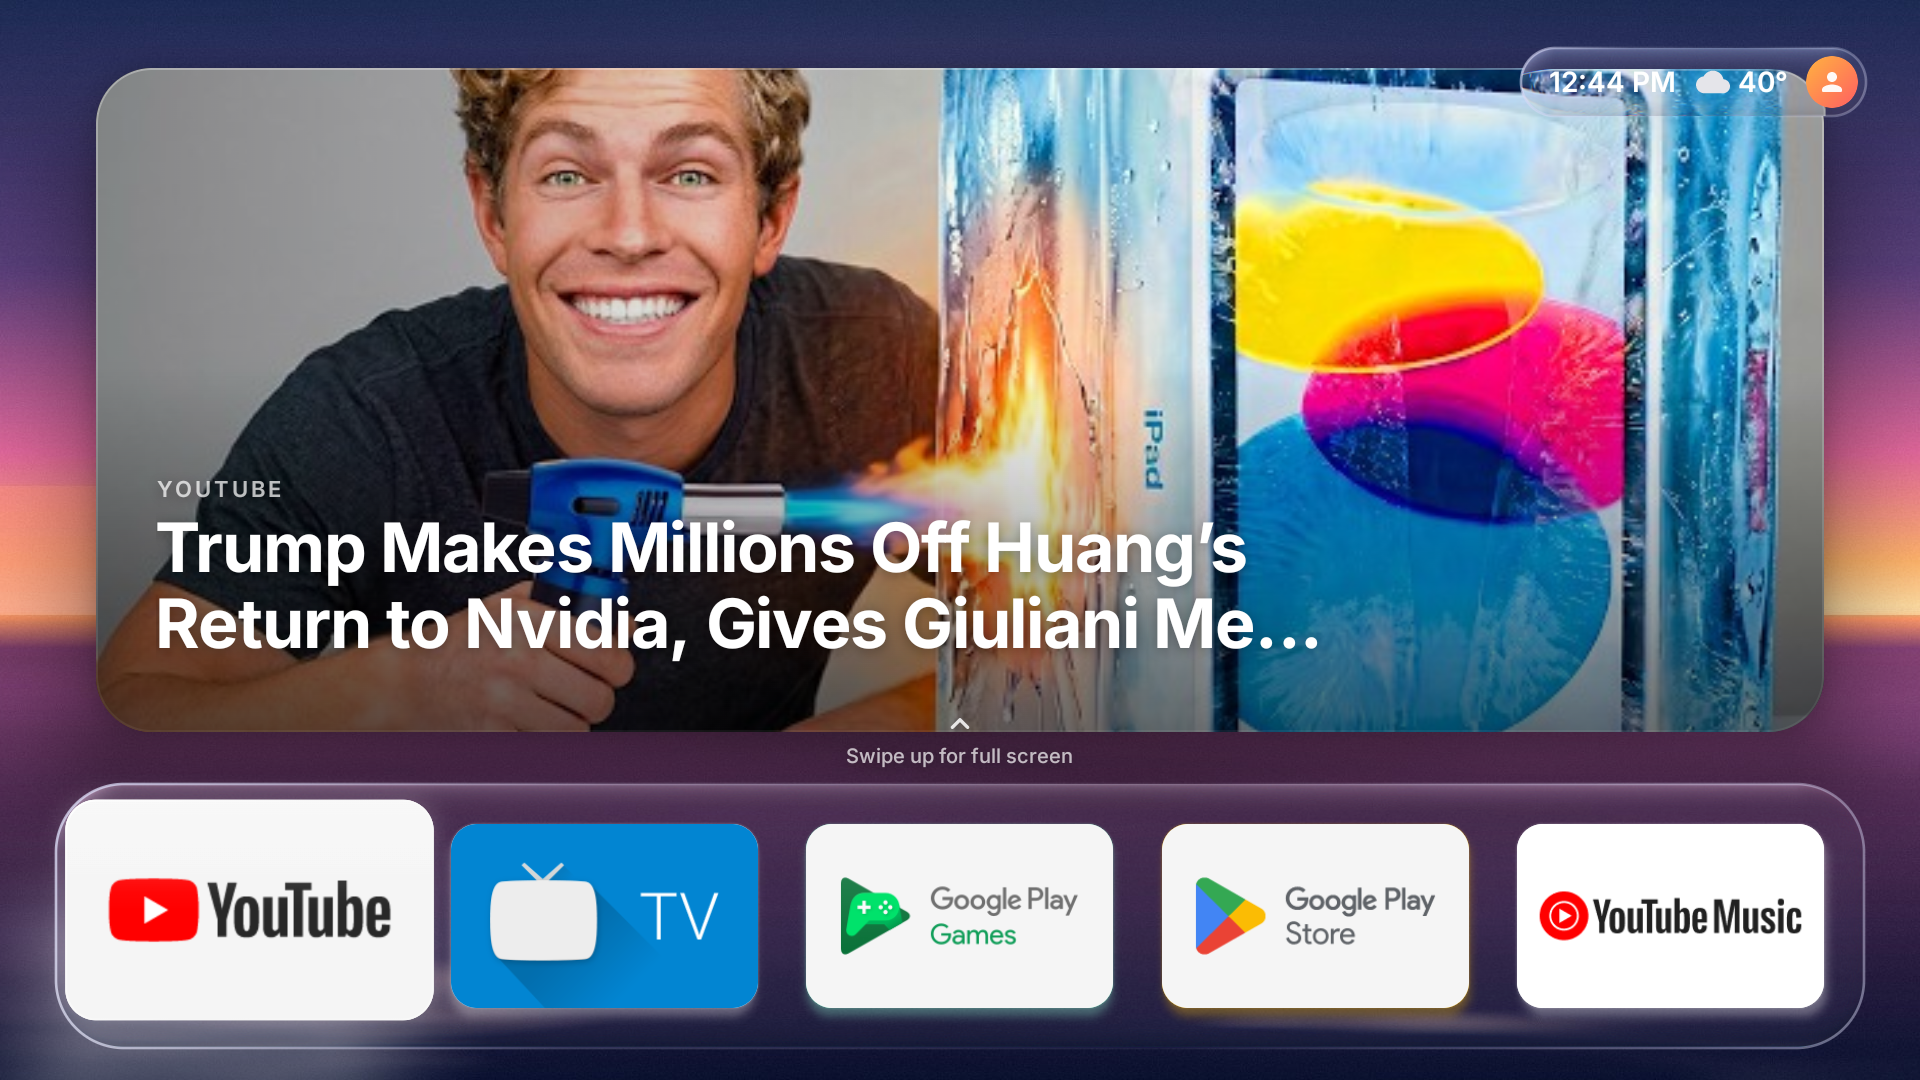 12:44 PM 40°
iPad
YOUTUBE
Trump Makes Millions Off Huang’s
Return to Nvidia, Gives Giuliani Me…
Swipe up for full screen
YouTube
TV
Google Play
Games
Google Play
Store
YouTube Music